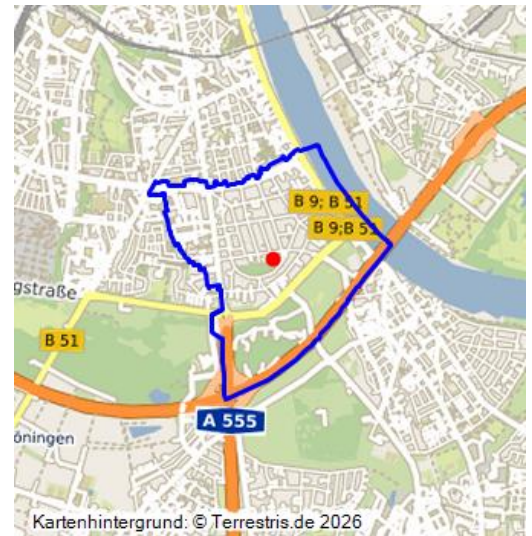 B 9; B 51
B 9;B 51
gstraße
B 51
A 555
öningen
Kartenhintergrund: © Terrestris.de 2026